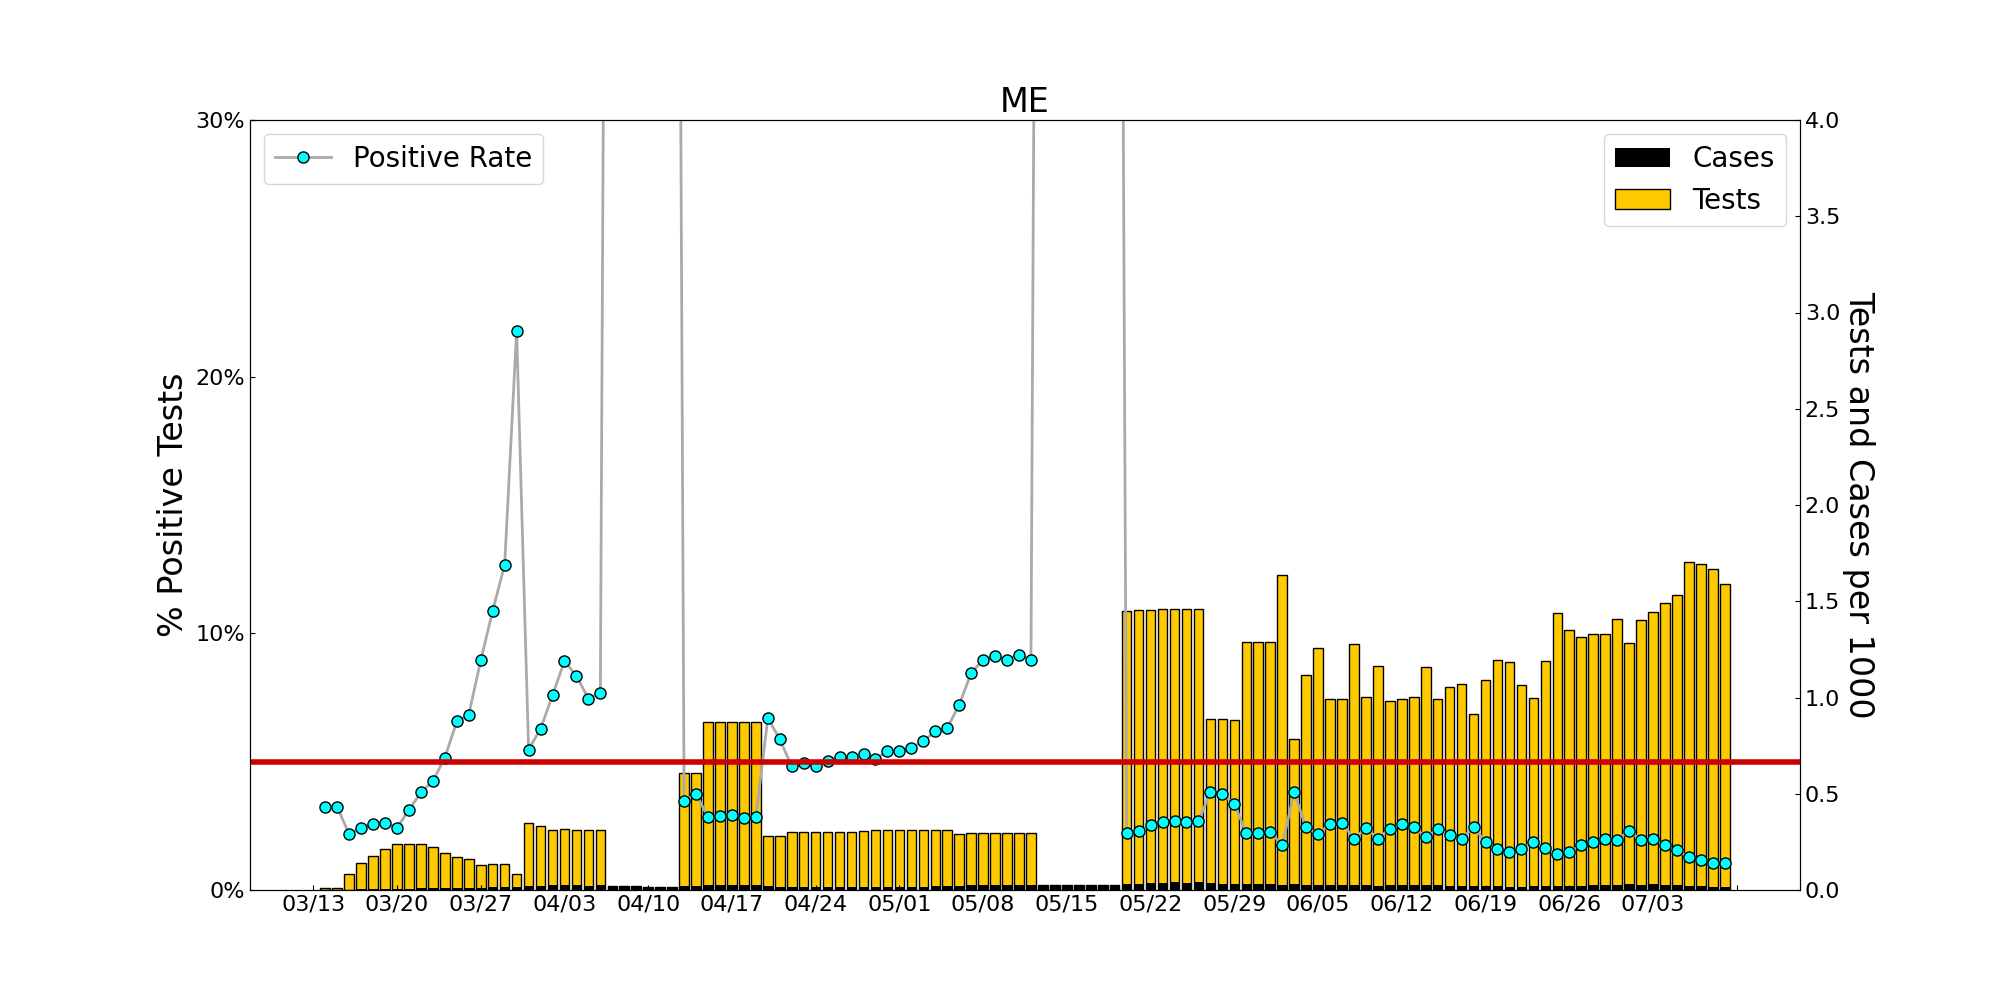 ME
30%
20%
10%
0%
% Positive Tests
Positive Rate
Cases
Tests
4.0
3.5
3.0
2.5
2.0
1.5
1.0
0.5
0.0
Tests and Cases per 1000
03/13 03/20 03/27 04/03 04/10 04/17 04/24 05/01 05/08 05/15 05/22 05/29 06/05 06/12 06/19 06/26 07/03